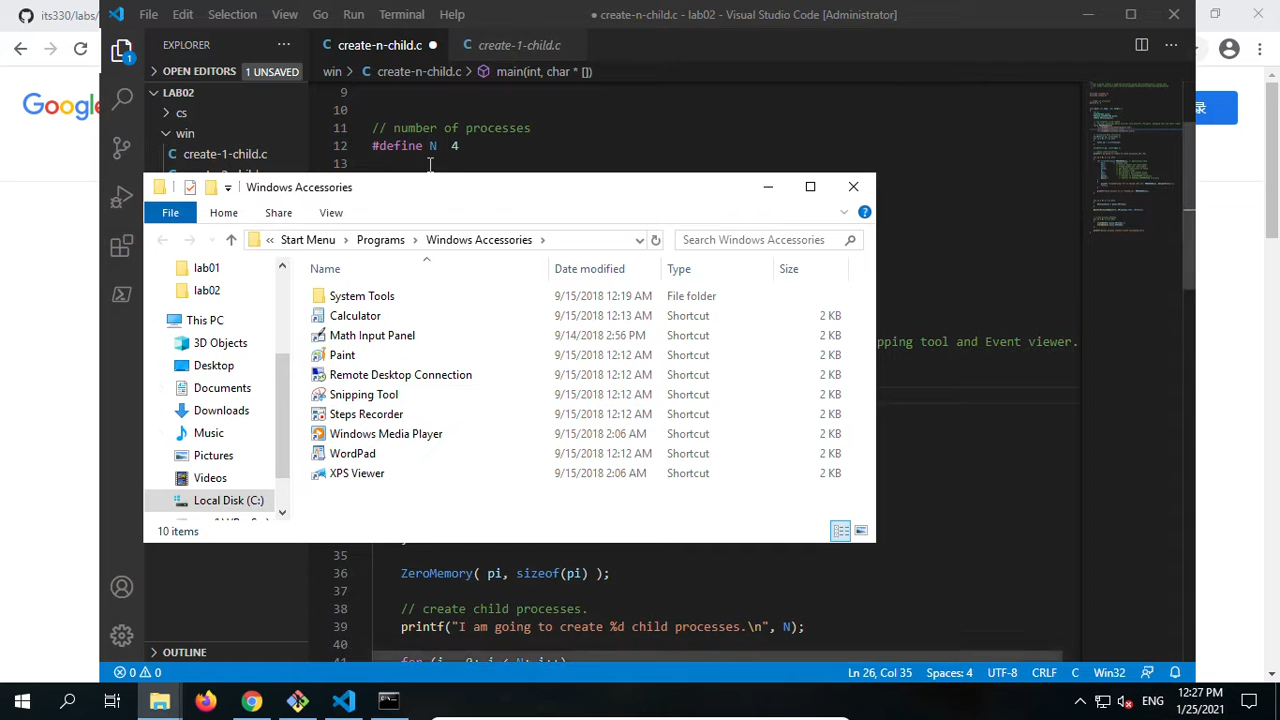 its330/labs/
File Edit Selection View Go Run Terminal Help
● create-n-child.c - lab02 - Visual Studio Code [Administrator]
Google
录
EXPLORER
OPEN EDITORS 1 UNSAVED
LAB02
cs
win
create-1-child.c
OUTLINE
1
create-n-child.c
create-1-child.c
win > create-n-child.c > main(int, char * [])
9
10
11 // number of processes
12 #define N 4
13
pping tool and Event viewer.
Windows Accessories
File Home Share View
« Start Menu > Programs > Windows Accessories >
Search Windows Accessories
lab01
lab02
This PC
3D Objects
Desktop
Documents
Downloads
Music
Pictures
Videos
Local Disk (C:)
Name Date modified Type Size
System Tools 9/15/2018 12:19 AM File folder
Calculator 9/15/2018 12:13 AM Shortcut 2 KB
Math Input Panel 9/14/2018 2:56 PM Shortcut 2 KB
Paint 9/15/2018 12:12 AM Shortcut 2 KB
Remote Desktop Connection 9/15/2018 12:12 AM Shortcut 2 KB
Snipping Tool 9/15/2018 12:12 AM Shortcut 2 KB
Steps Recorder 9/15/2018 12:12 AM Shortcut 2 KB
Windows Media Player 9/15/2018 2:06 AM Shortcut 2 KB
WordPad 9/15/2018 12:12 AM Shortcut 2 KB
XPS Viewer 9/15/2018 2:06 AM Shortcut 2 KB
10 items
35
36 ZeroMemory( pi, sizeof(pi) );
37
38 // create child processes.
39 printf("I am going to create %d child processes.\n", N);
40
41 for (i = 0; i < N; i++)
0 0
Ln 26, Col 35 Spaces: 4 UTF-8 CRLF C Win32
ENG
12:27 PM
1/25/2021